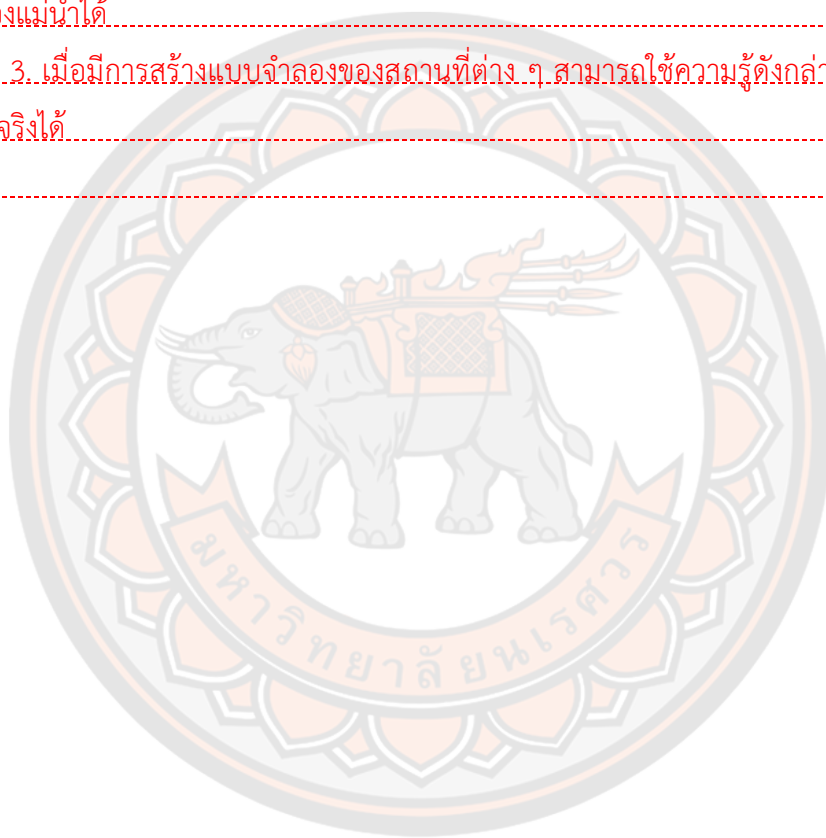 องแม่น้ำได้
3. เมื่อมีการสร้างแบบจำลองของสถานที่ต่าง ๆ สามารถใช้ความรู้ดังกล่า
จริงได้
มหาวิทยาลัยนเรศวร